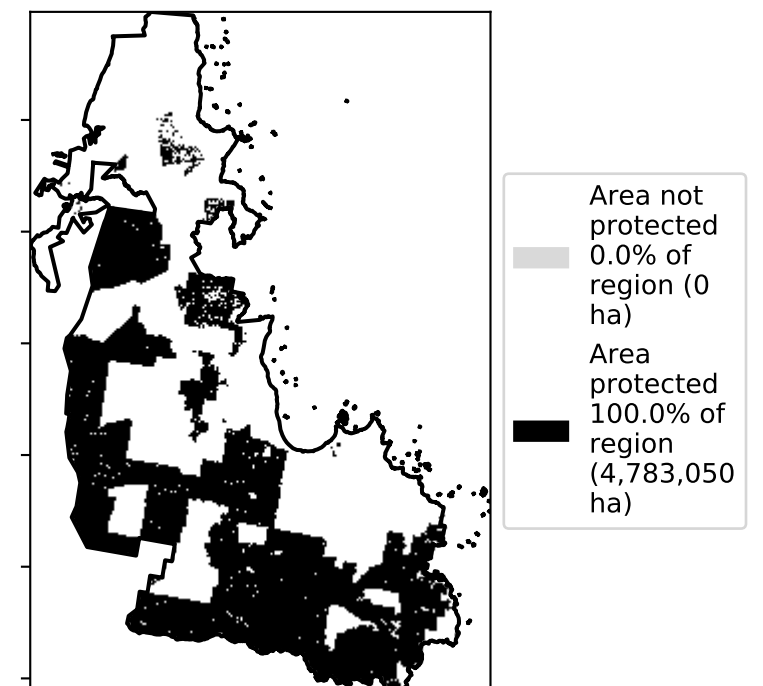 Area not
protected
0.0% of
region (0
ha)
Area
protected
100.0% of
region
(4,783,050
ha)